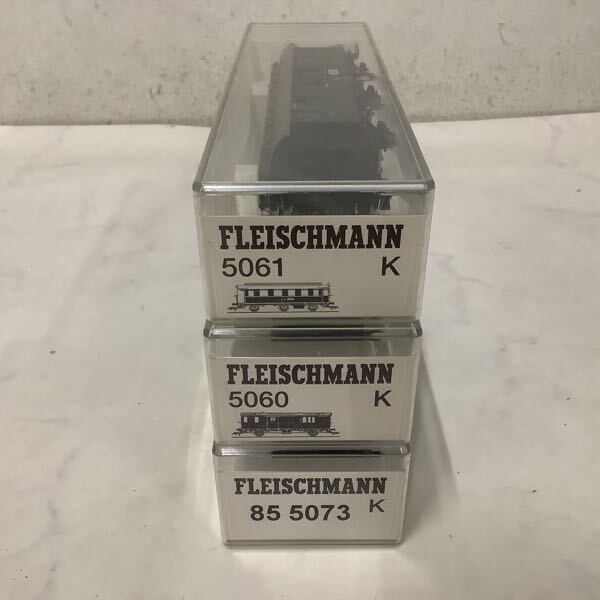 FLEISCHMANN
5061 K
FLEISCHMANN
5060 K
FLEISCHMANN
85 5073 K